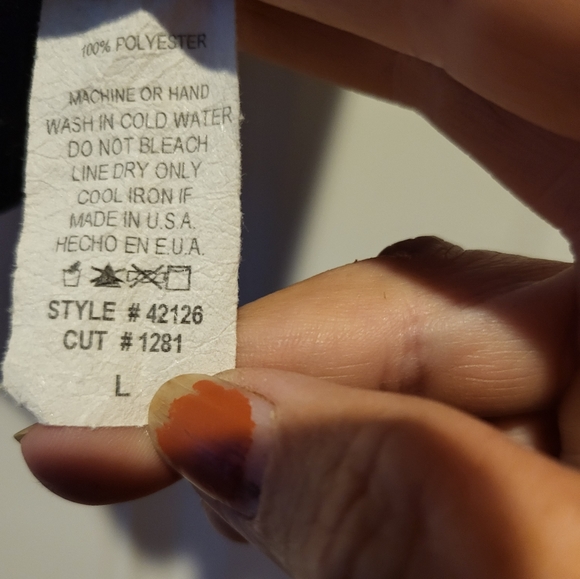 100% POLYESTER
MACHINE OR HAND
WASH IN COLD WATER
DO NOT BLEACH
LINE DRY ONLY
COOL IRON IF
MADE IN U.S.A.
HECHO EN E.U.A.
STYLE # 42126
CUT # 1281
L